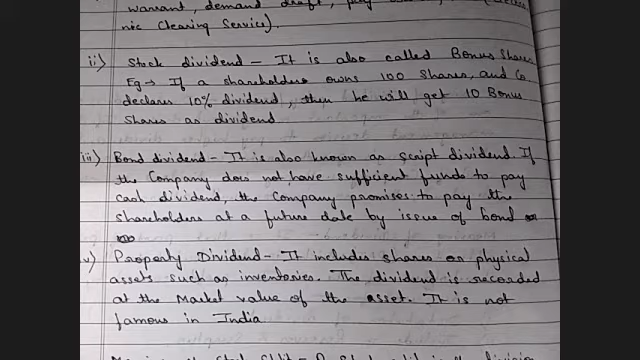 warrant, demand draft, pay
nic Clearing Service).
ii) Stock dividend - It is also called Bonus Shares.
Eg → If a shareholders owns 100 shares, and Co.
declares 10% dividend, then he will get 10 Bonus
Shares as dividend
iii) Bond dividend - It is also known as script dividend. If
the Company does not have sufficient funds to pay
cash dividend, the Company promises to pay the
shareholders at a future date by issue of bond or
v) Property Dividend - It includes shares or physical
assets such as inventories. The dividend is recorded
at the Market value of the asset. It is not
famous in India